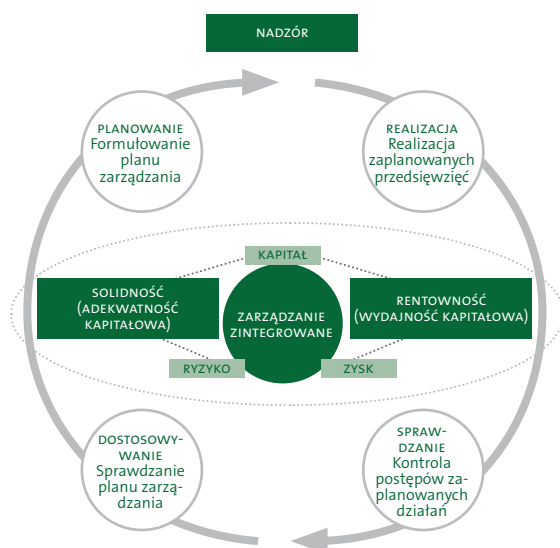 NADZÓR
PLANOWANIE
Formułowanie
planu
zarządzania
REALIZACJA
Realizacja
zaplanowanych
przedsięwzięć
KAPITAŁ
SOLIDNOŚĆ
(ADEKWATNOŚĆ
KAPITAŁOWA)
ZARZĄDZANIE
ZINTEGROWANE
RENTOWNOŚĆ
(WYDAJNOŚĆ KAPITAŁOWA)
RYZYKO
ZYSK
DOSTOSOWY-
WANIE
Sprawdzanie
planu zarzą-
dzania
SPRAW-
DZANIE
Kontrola
postępów za-
planowanych
działań